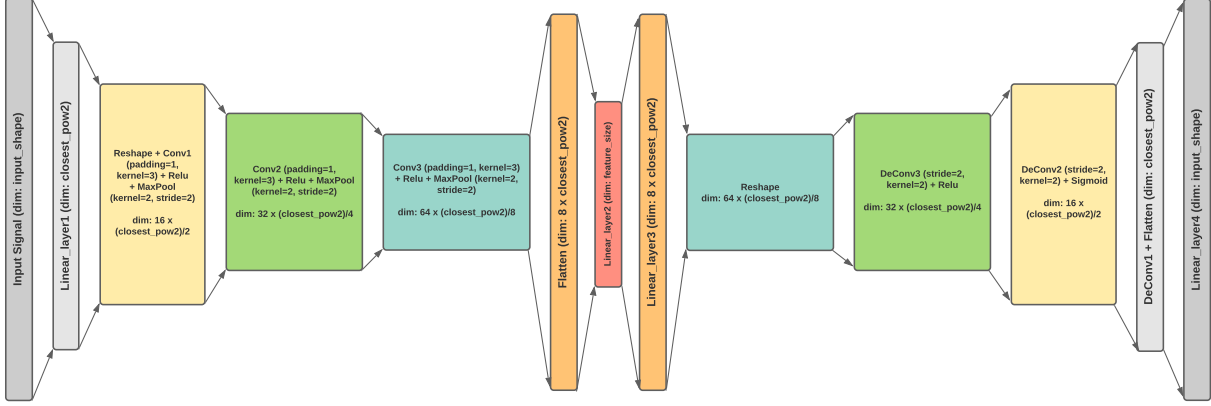 Input Signal (dim: input_shape)
Linear_layer1 (dim: closest_pow2)
Reshape + Conv1
(padding=1,
kernel=3) + Relu
+ MaxPool
(kernel=2, stride=2)
dim: 16 x
(closest_pow2)/2
Conv2 (padding=1,
kernel=3) + Relu + MaxPool
(kernel=2, stride=2)
dim: 32 x (closest_pow2)/4
Conv3 (padding=1, kernel=3)
+ Relu + MaxPool (kernel=2,
stride=2)
dim: 64 x (closest_pow2)/8
Flatten (dim: 8 x closest_pow2)
Linear_layer2 (dim: feature_size)
Linear_layer3 (dim: 8 x closest_pow2)
Reshape
dim: 64 x (closest_pow2)/8
DeConv3 (stride=2,
kernel=2) + Relu
dim: 32 x (closest_pow2)/4
DeConv2 (stride=2,
kernel=2) + Sigmoid
dim: 16 x
(closest_pow2)/2
DeConv1 + Flatten (dim: closest_pow2)
Linear_layer4 (dim: input_shape)